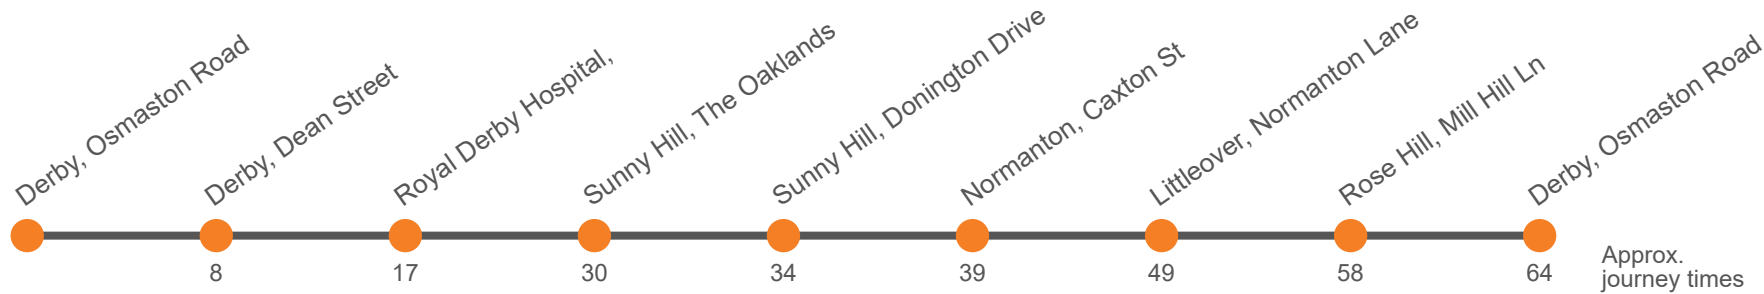 Derby, Osmaston Road
Derby, Dean Street
Royal Derby Hospital,
Sunny Hill, The Oaklands
Sunny Hill, Donington Drive
Normanton, Caxton St
Littleover, Normanton Lane
Rose Hill, Mill Hill Ln
Derby, Osmaston Road
8 17 30 34 39 49 58 64
Approx.
journey times